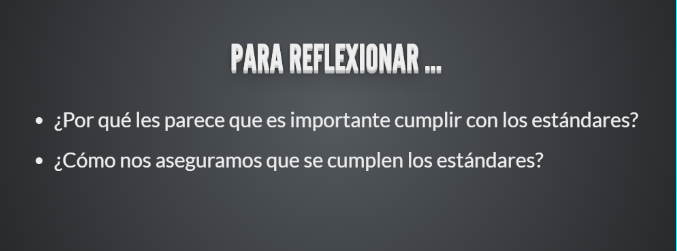 PARA REFLEXIONAR ...
• ¿Por qué les parece que es importante cumplir con los estándares?
• ¿Cómo nos aseguramos que se cumplen los estándares?